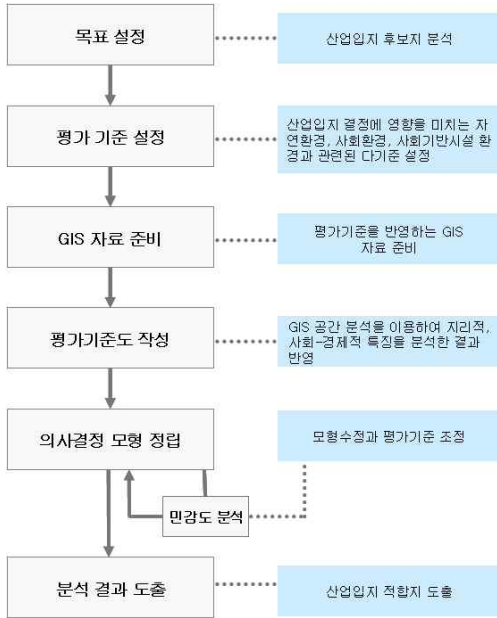 목표 설정
산업입지 후보지 분석
평가 기준 설정
산업입지 결정에 영향을 미치는 자
연환경, 사회환경, 사회기반시설 환
경과 관련된 다기준 설정
GIS 자료 준비
평가기준을 반영하는 GIS
자료 준비
평가기준도 작성
GIS 공간 분석을 이용하여 지리적,
사회-경제적 특징을 분석한 결과
반영
의사결정 모형 정립
모형수정과 평가기준 조정
민감도 분석
분석 결과 도출
산업입지 적합지 도출